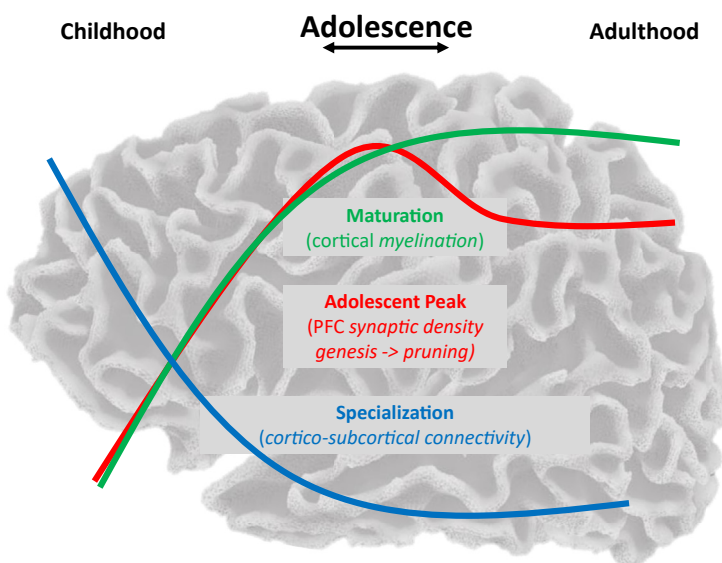 Childhood
Adolescence
Adulthood
Maturation
(cortical myelination)
Adolescent Peak
(PFC synaptic density
genesis -> pruning)
Specialization
(cortico-subcortical connectivity)